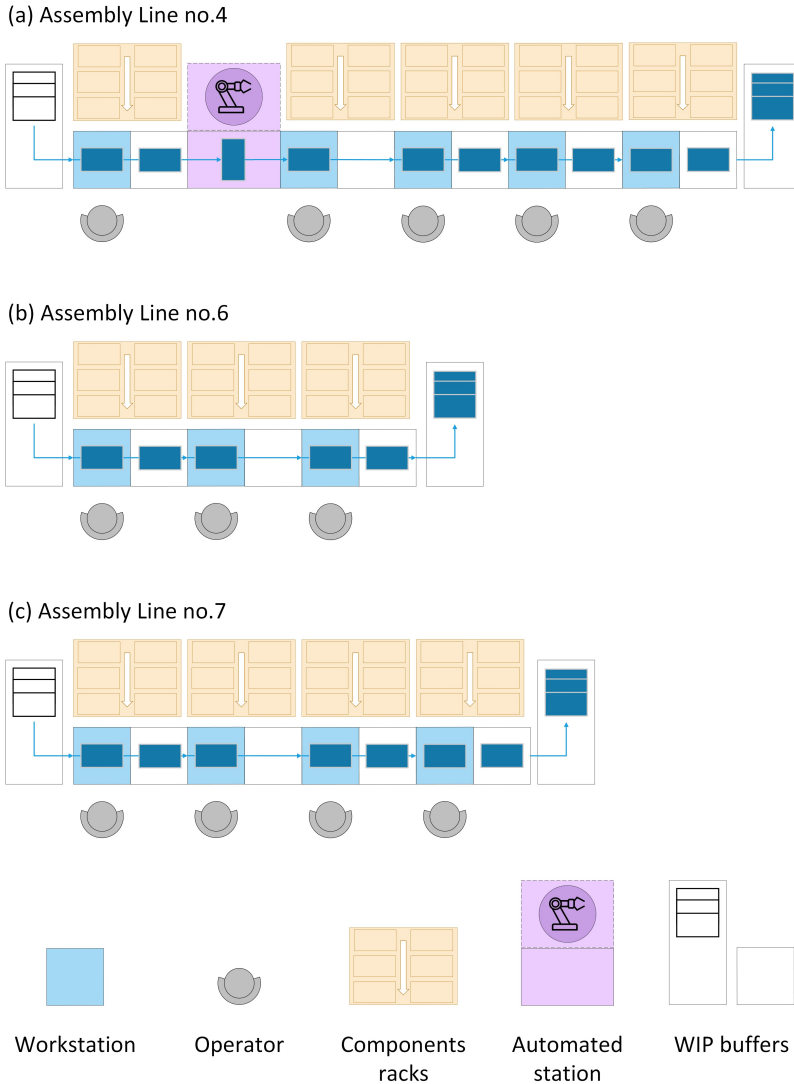 (a) Assembly Line no.4
(b) Assembly Line no.6
(c) Assembly Line no.7
Workstation
Operator
Components
racks
Automated
station
WIP buffers